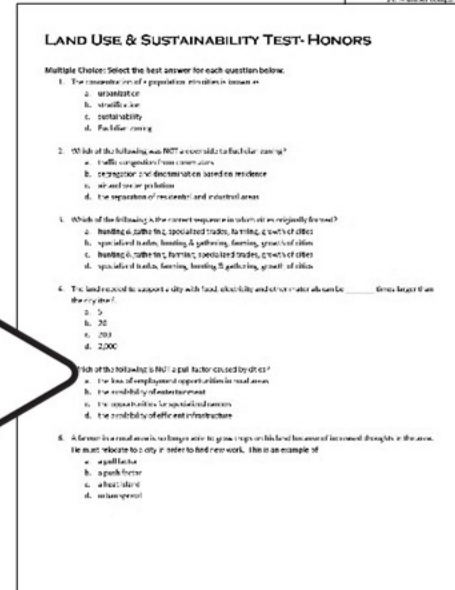 LAND USE & SUSTAINABILITY TEST- HONORS
Multiple Choice: Select the best answer for each question below.
1. The concentration of a population into cities is known as
a. urbanization
b. stratification
c. sustainability
d. Euclidian zoning
2. Which of the following was NOT a downside to Euclidian zoning?
a. traffic congestion from commuters
b. segregation and discrimination based on residence
c. air and water pollution
d. the separation of residential and industrial areas
3. Which of the following is the correct sequence in which cities originally formed?
a. hunting & gathering, specialized trades, farming, growth of cities
b. specialized trades, hunting & gathering, farming, growth of cities
c. hunting & gathering, farming, specialized trades, growth of cities
d. specialized trades, farming, hunting & gathering, growth of cities
4. The land needed to support a city with food, electricity and other materials can be ______ times larger than
the city itself.
a. 5
b. 20
c. 200
d. 2,000
hich of the following is NOT a pull factor caused by cities?
a. the loss of employment opportunities in rural areas
b. the availability of entertainment
c. the opportunities for specialized careers
d. the availability of efficient infrastructure
6. A farmer in a rural area is no longer able to grow crops on his land because of increased droughts in the area.
He must relocate to a city in order to find new work. This is an example of
a. a pull factor
b. a push factor
c. a heat island
d. urban sprawl